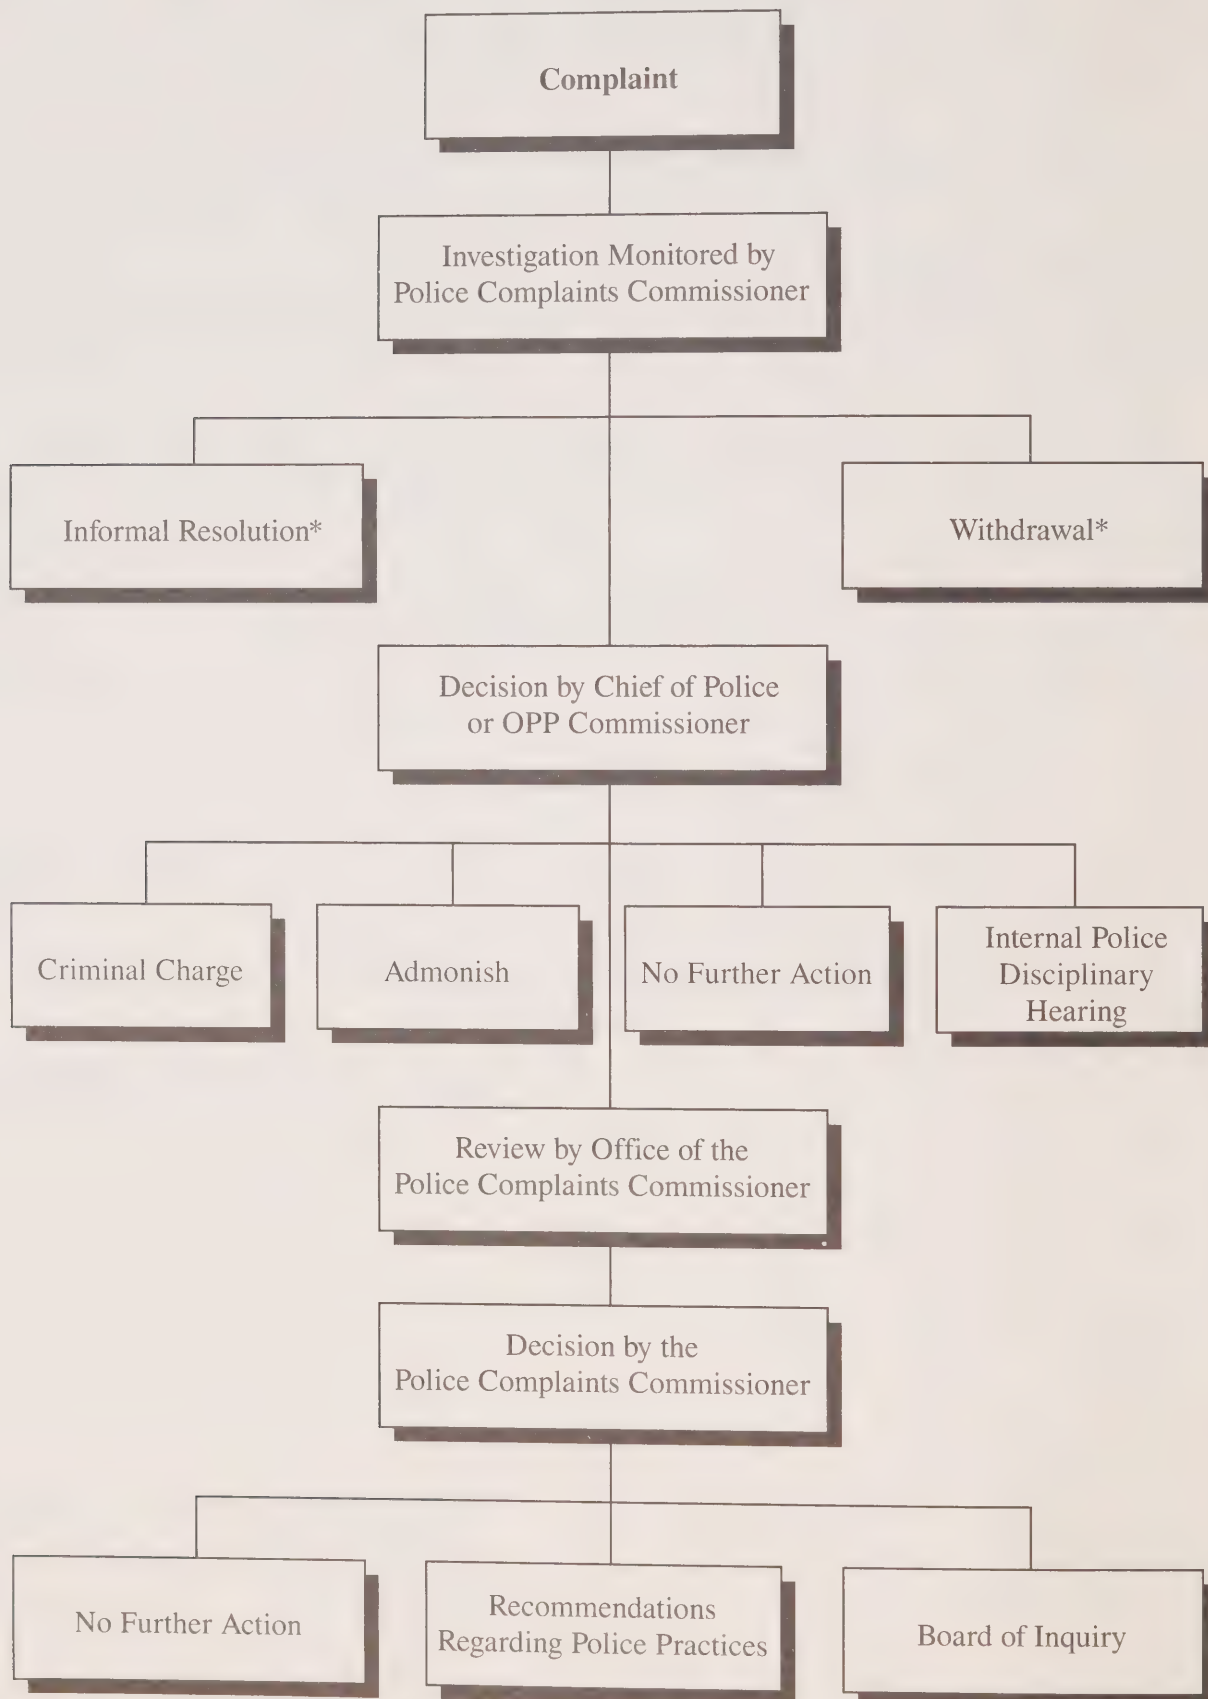 Complaint
Investigation Monitored by
Police Complaints Commissioner
Informal Resolution*
Withdrawal*
Decision by Chief of Police
or OPP Commissioner
Criminal Charge
Admonish
No Further Action
Internal Police
Disciplinary
Hearing
Review by Office of the
Police Complaints Commissioner
Decision by the
Police Complaints Commissioner
No Further Action
Recommendations
Regarding Police Practices
Board of Inquiry